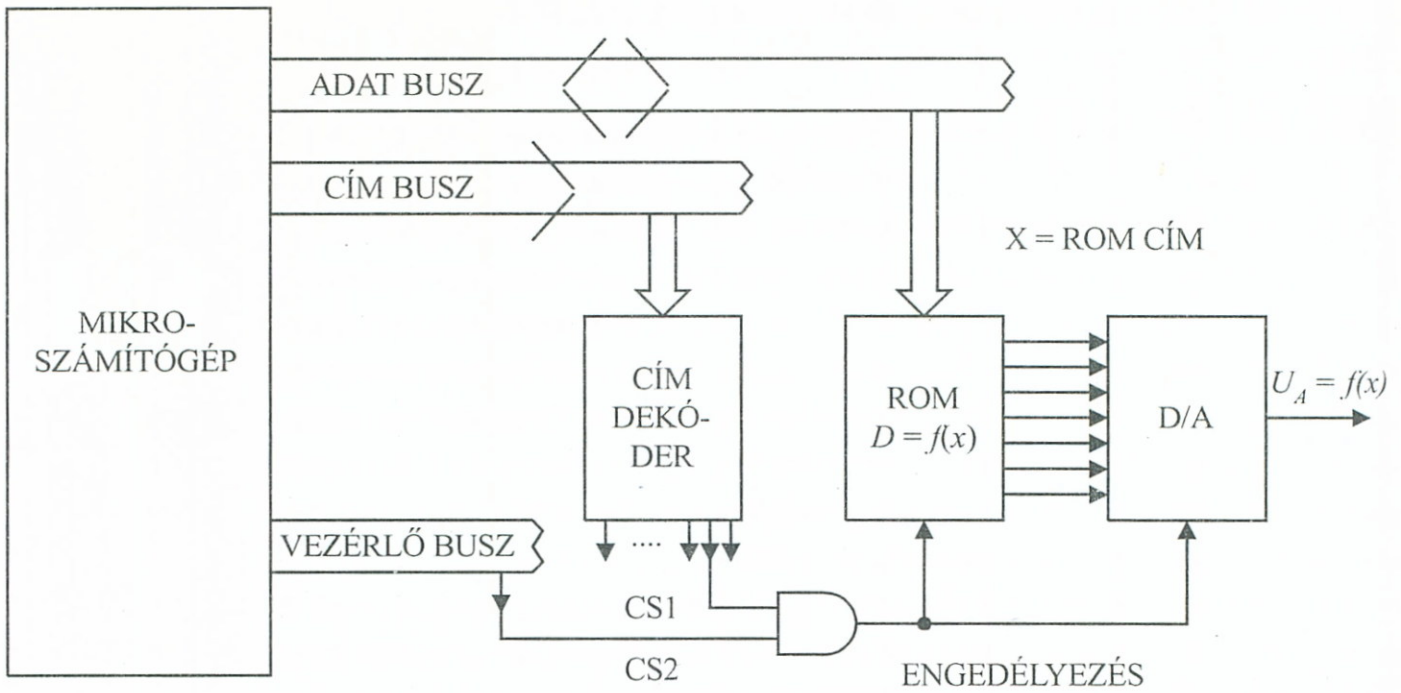 ADAT BUSZ
CÍM BUSZ
X = ROM CÍM
MIKRO-
SZÁMÍTÓGÉP
CÍM
DEKÓ-
DER
ROM
D = f(x)
D/A
U_A = f(x)
VEZÉRLŐ BUSZ
....
CS1
CS2
ENGEDÉLYEZÉS